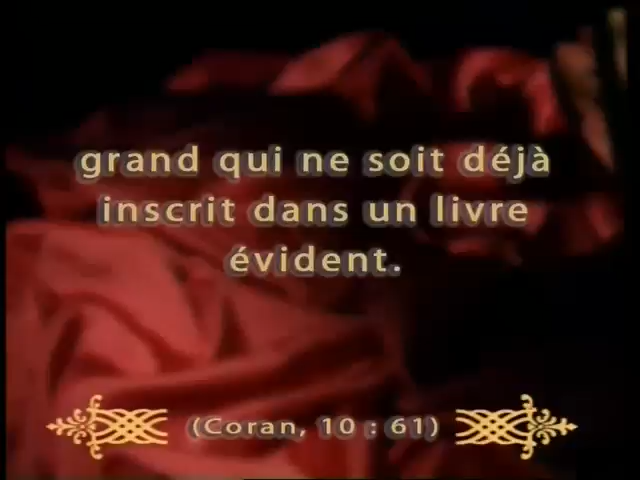 grand qui ne soit déjà
inscrit dans un livre
évident.
(Coran, 10 : 61)